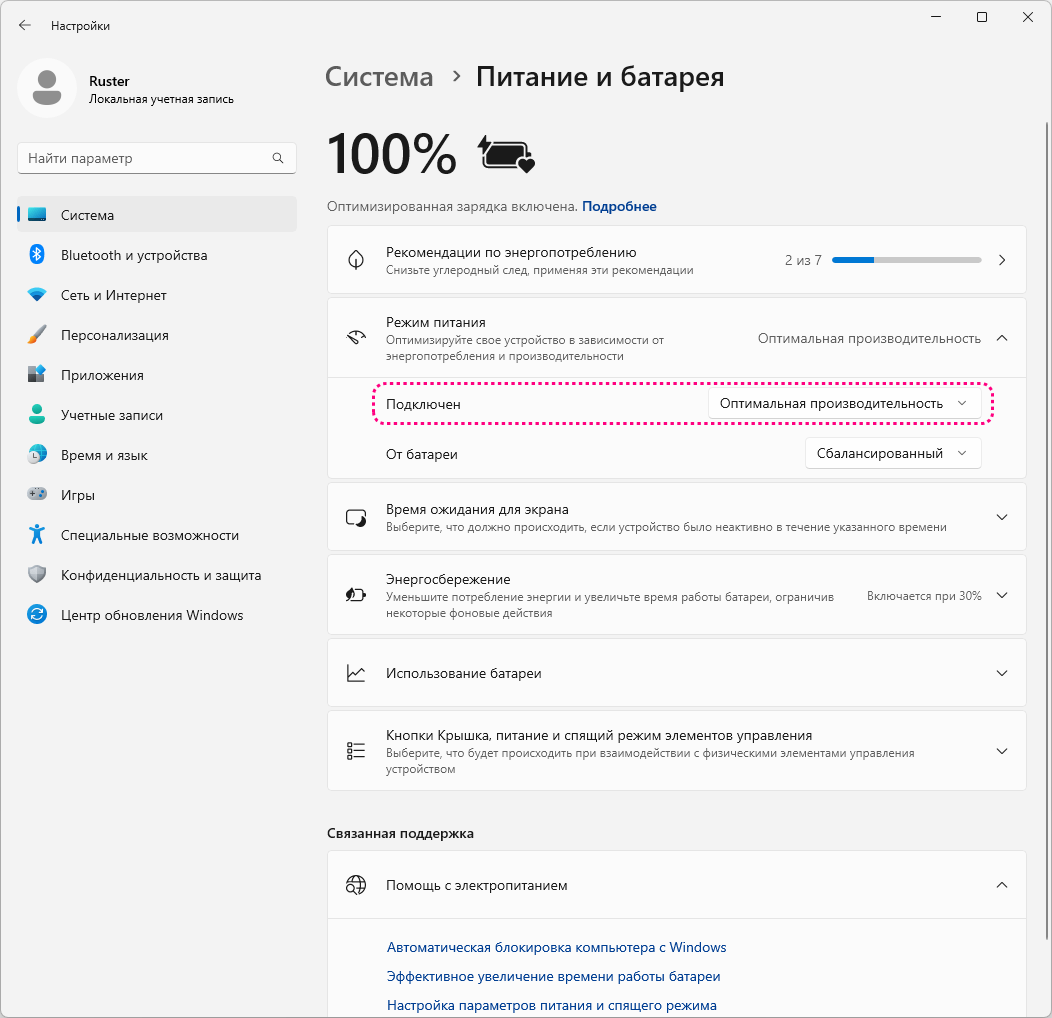 Настройки
Ruster
Локальная учетная запись
Найти параметр
Система
Bluetooth и устройства
Сеть и Интернет
Персонализация
Приложения
Учетные записи
Время и язык
Игры
Специальные возможности
Конфиденциальность и защита
Центр обновления Windows
Система > Питание и батарея
100%
Оптимизированная зарядка включена. Подробнее
Рекомендации по энергопотреблению
Снизьте углеродный след, применяя эти рекомендации
2 из 7
Режим питания
Оптимизируйте свое устройство в зависимости от
энергопотребления и производительности
Оптимальная производительность
Подключен
Оптимальная производительность
От батареи
Сбалансированный
Время ожидания для экрана
Выберите, что должно происходить, если устройство было неактивно в течение указанного времени
Энергосбережение
Уменьшите потребление энергии и увеличьте время работы батареи, ограничив
некоторые фоновые действия
Включается при 30%
Использование батареи
Кнопки Крышка, питание и спящий режим элементов управления
Выберите, что будет происходить при взаимодействии с физическими элементами управления
устройством
Связанная поддержка
Помощь с электропитанием
Автоматическая блокировка компьютера с Windows
Эффективное увеличение времени работы батареи
Настройка параметров питания и спящего режима